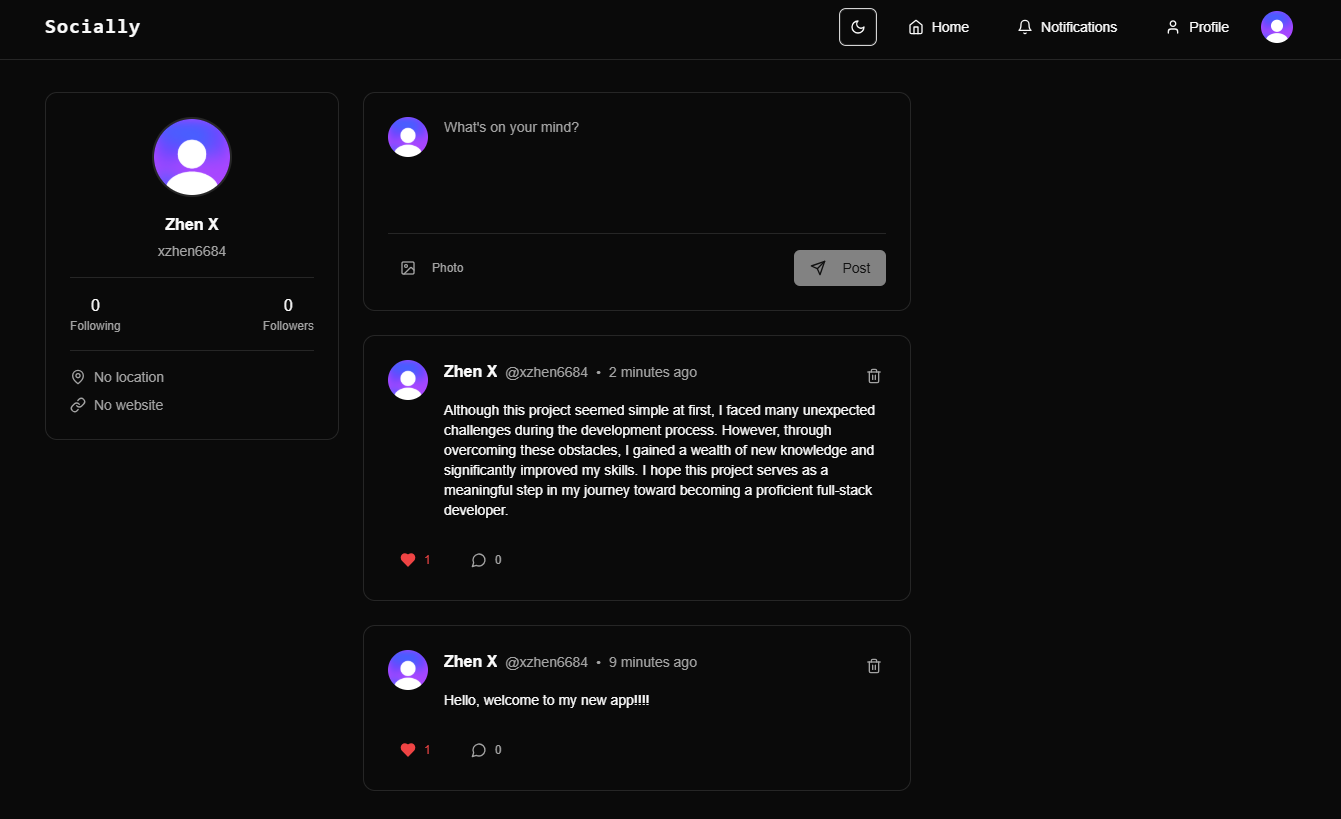 Socially
Home
Notifications
Profile
Zhen X
xzhen6684
0
Following
0
Followers
No location
No website
What's on your mind?
Photo
Post
Zhen X @xzhen6684 • 2 minutes ago
Although this project seemed simple at first, I faced many unexpected
challenges during the development process. However, through
overcoming these obstacles, I gained a wealth of new knowledge and
significantly improved my skills. I hope this project serves as a
meaningful step in my journey toward becoming a proficient full-stack
developer.
1
0
Zhen X @xzhen6684 • 9 minutes ago
Hello, welcome to my new app!!!!
1
0